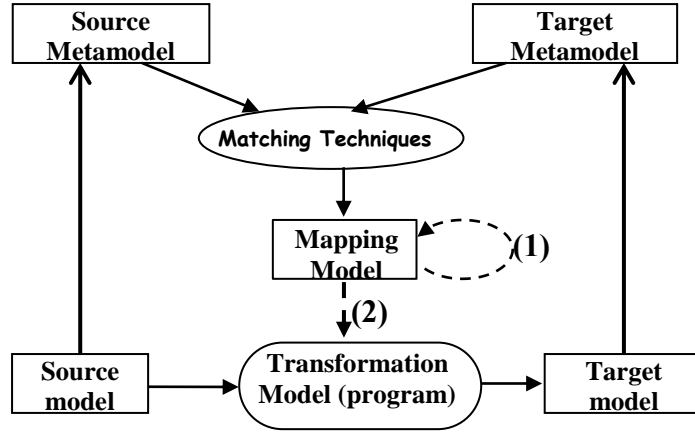 Source
Metamodel
Target
Metamodel
Matching Techniques
Mapping
Model
(1)
(2)
Source
model
Transformation
Model (program)
Target
model